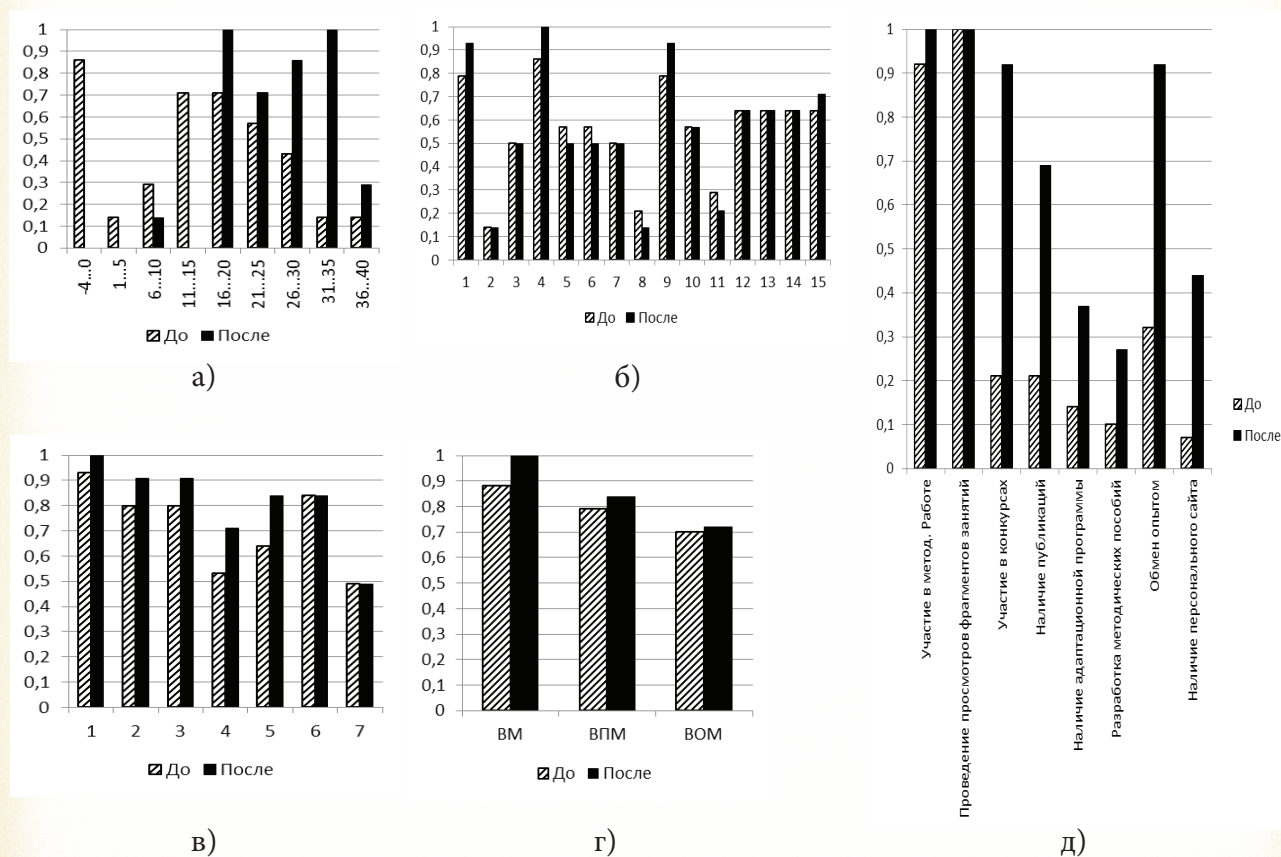 1
0,9
0,8
0,7
0,6
0,5
0,4
0,3
0,2
0,1
0
-4...0
1...5
6...10
11...15
16...20
21...25
26...30
31...35
36...40
До После
а)
1
0,9
0,8
0,7
0,6
0,5
0,4
0,3
0,2
0,1
0
1 2 3 4 5 6 7 8 9 10 11 12 13 14 15
До После
б)
1
0,9
0,8
0,7
0,6
0,5
0,4
0,3
0,2
0,1
0
1 2 3 4 5 6 7
До После
в)
1
0,9
0,8
0,7
0,6
0,5
0,4
0,3
0,2
0,1
0
ВМ ВПМ ВОМ
До После
г)
1
0,9
0,8
0,7
0,6
0,5
0,4
0,3
0,2
0,1
0
Участие в метод. Работе
Проведение просмотров фрагментов занятий
Участие в конкурсах
Наличие публикаций
Наличие адаптационной программы
Разработка методических пособий
Обмен опытом
Наличие персонального сайта
До
После
д)